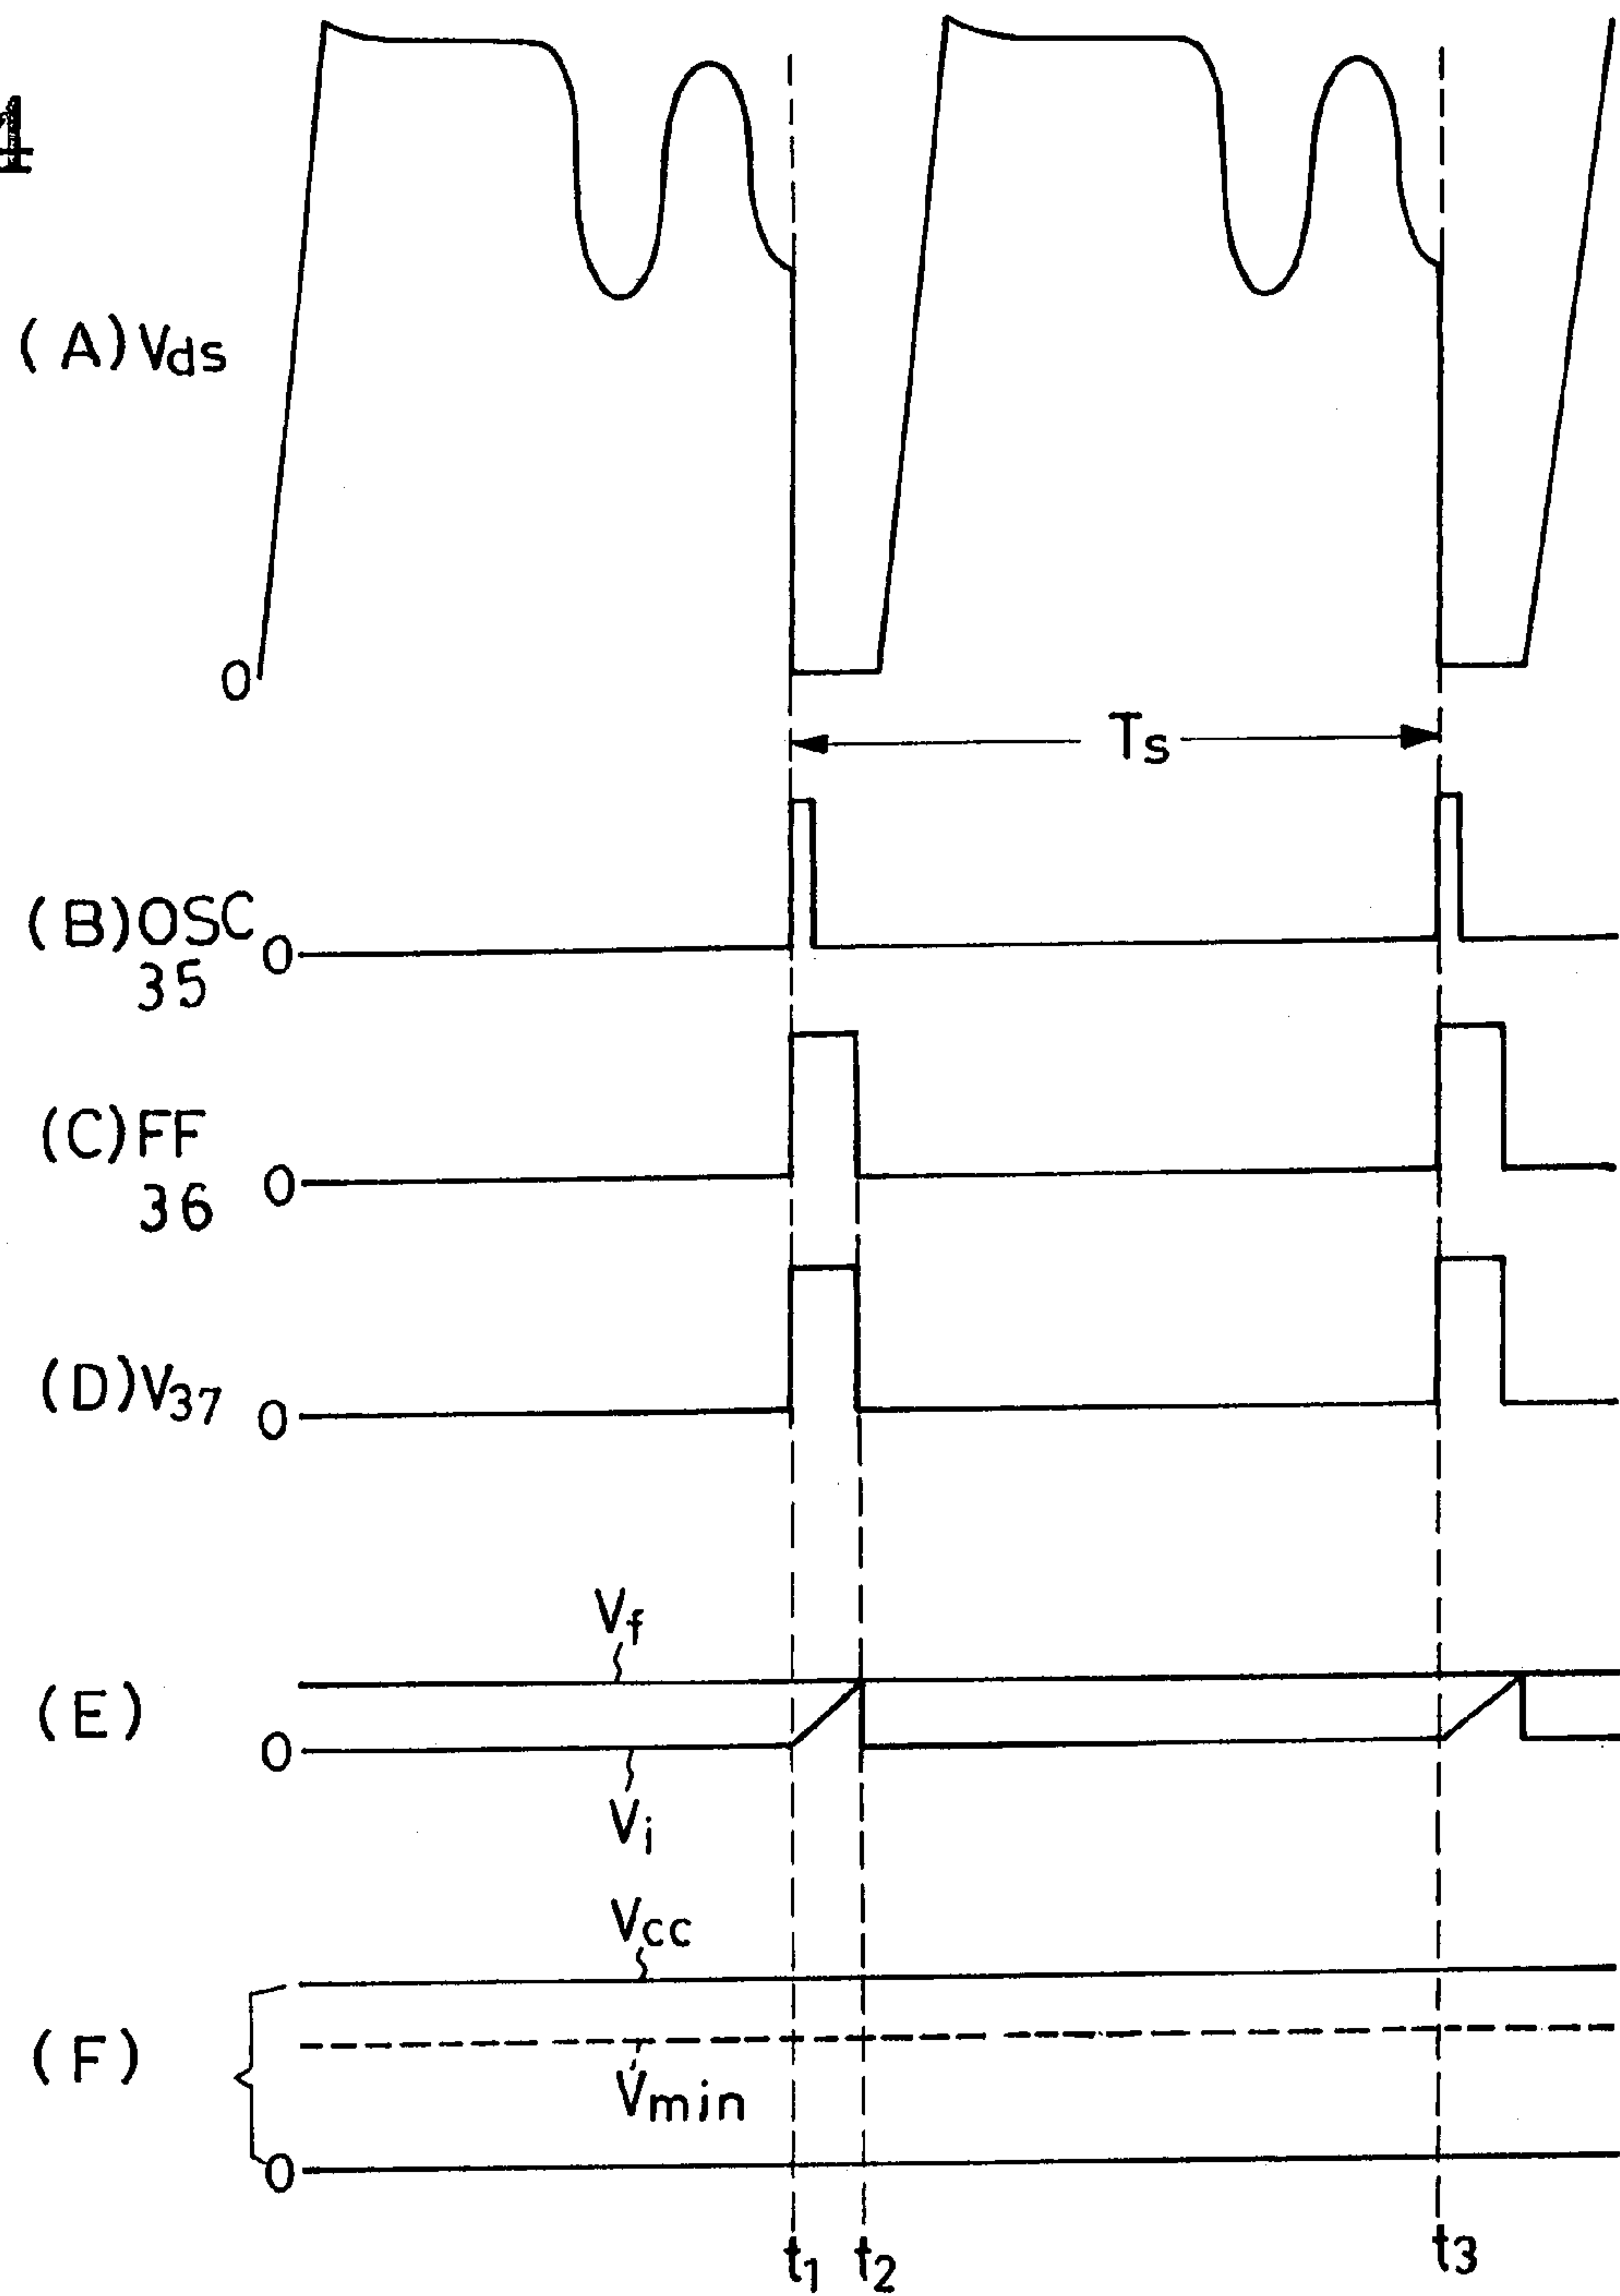 (A) Vds
0
Ts
(B) OSC 0
35
(C) FF 0
36
(D) V37 0
Vf
(E)
0
Vi
Vcc
(F)
Vmin
0
t1 t2 t3